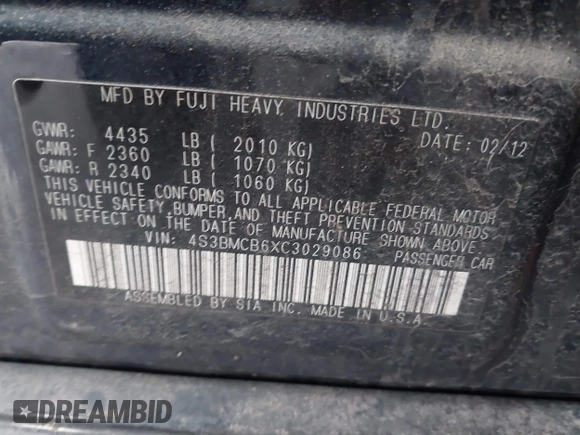 MFD BY FUJI HEAVY INDUSTRIES LTD.
GVWR: 4435 LB ( 2010 KG) DATE: 02/12
GAWR: F 2360 LB ( 1070 KG)
GAWR: R 2340 LB ( 1060 KG)
THIS VEHICLE CONFORMS TO ALL APPLICABLE FEDERAL MOTOR
VEHICLE SAFETY, BUMPER, AND THEFT PREVENTION STANDARDS
IN EFFECT ON THE DATE OF MANUFACTURE SHOWN ABOVE.
VIN: 4S3BMCB6XC3029086 PASSENGER CAR
ASSEMBLED BY SIA INC. MADE IN U.S.A.
DREAMBID